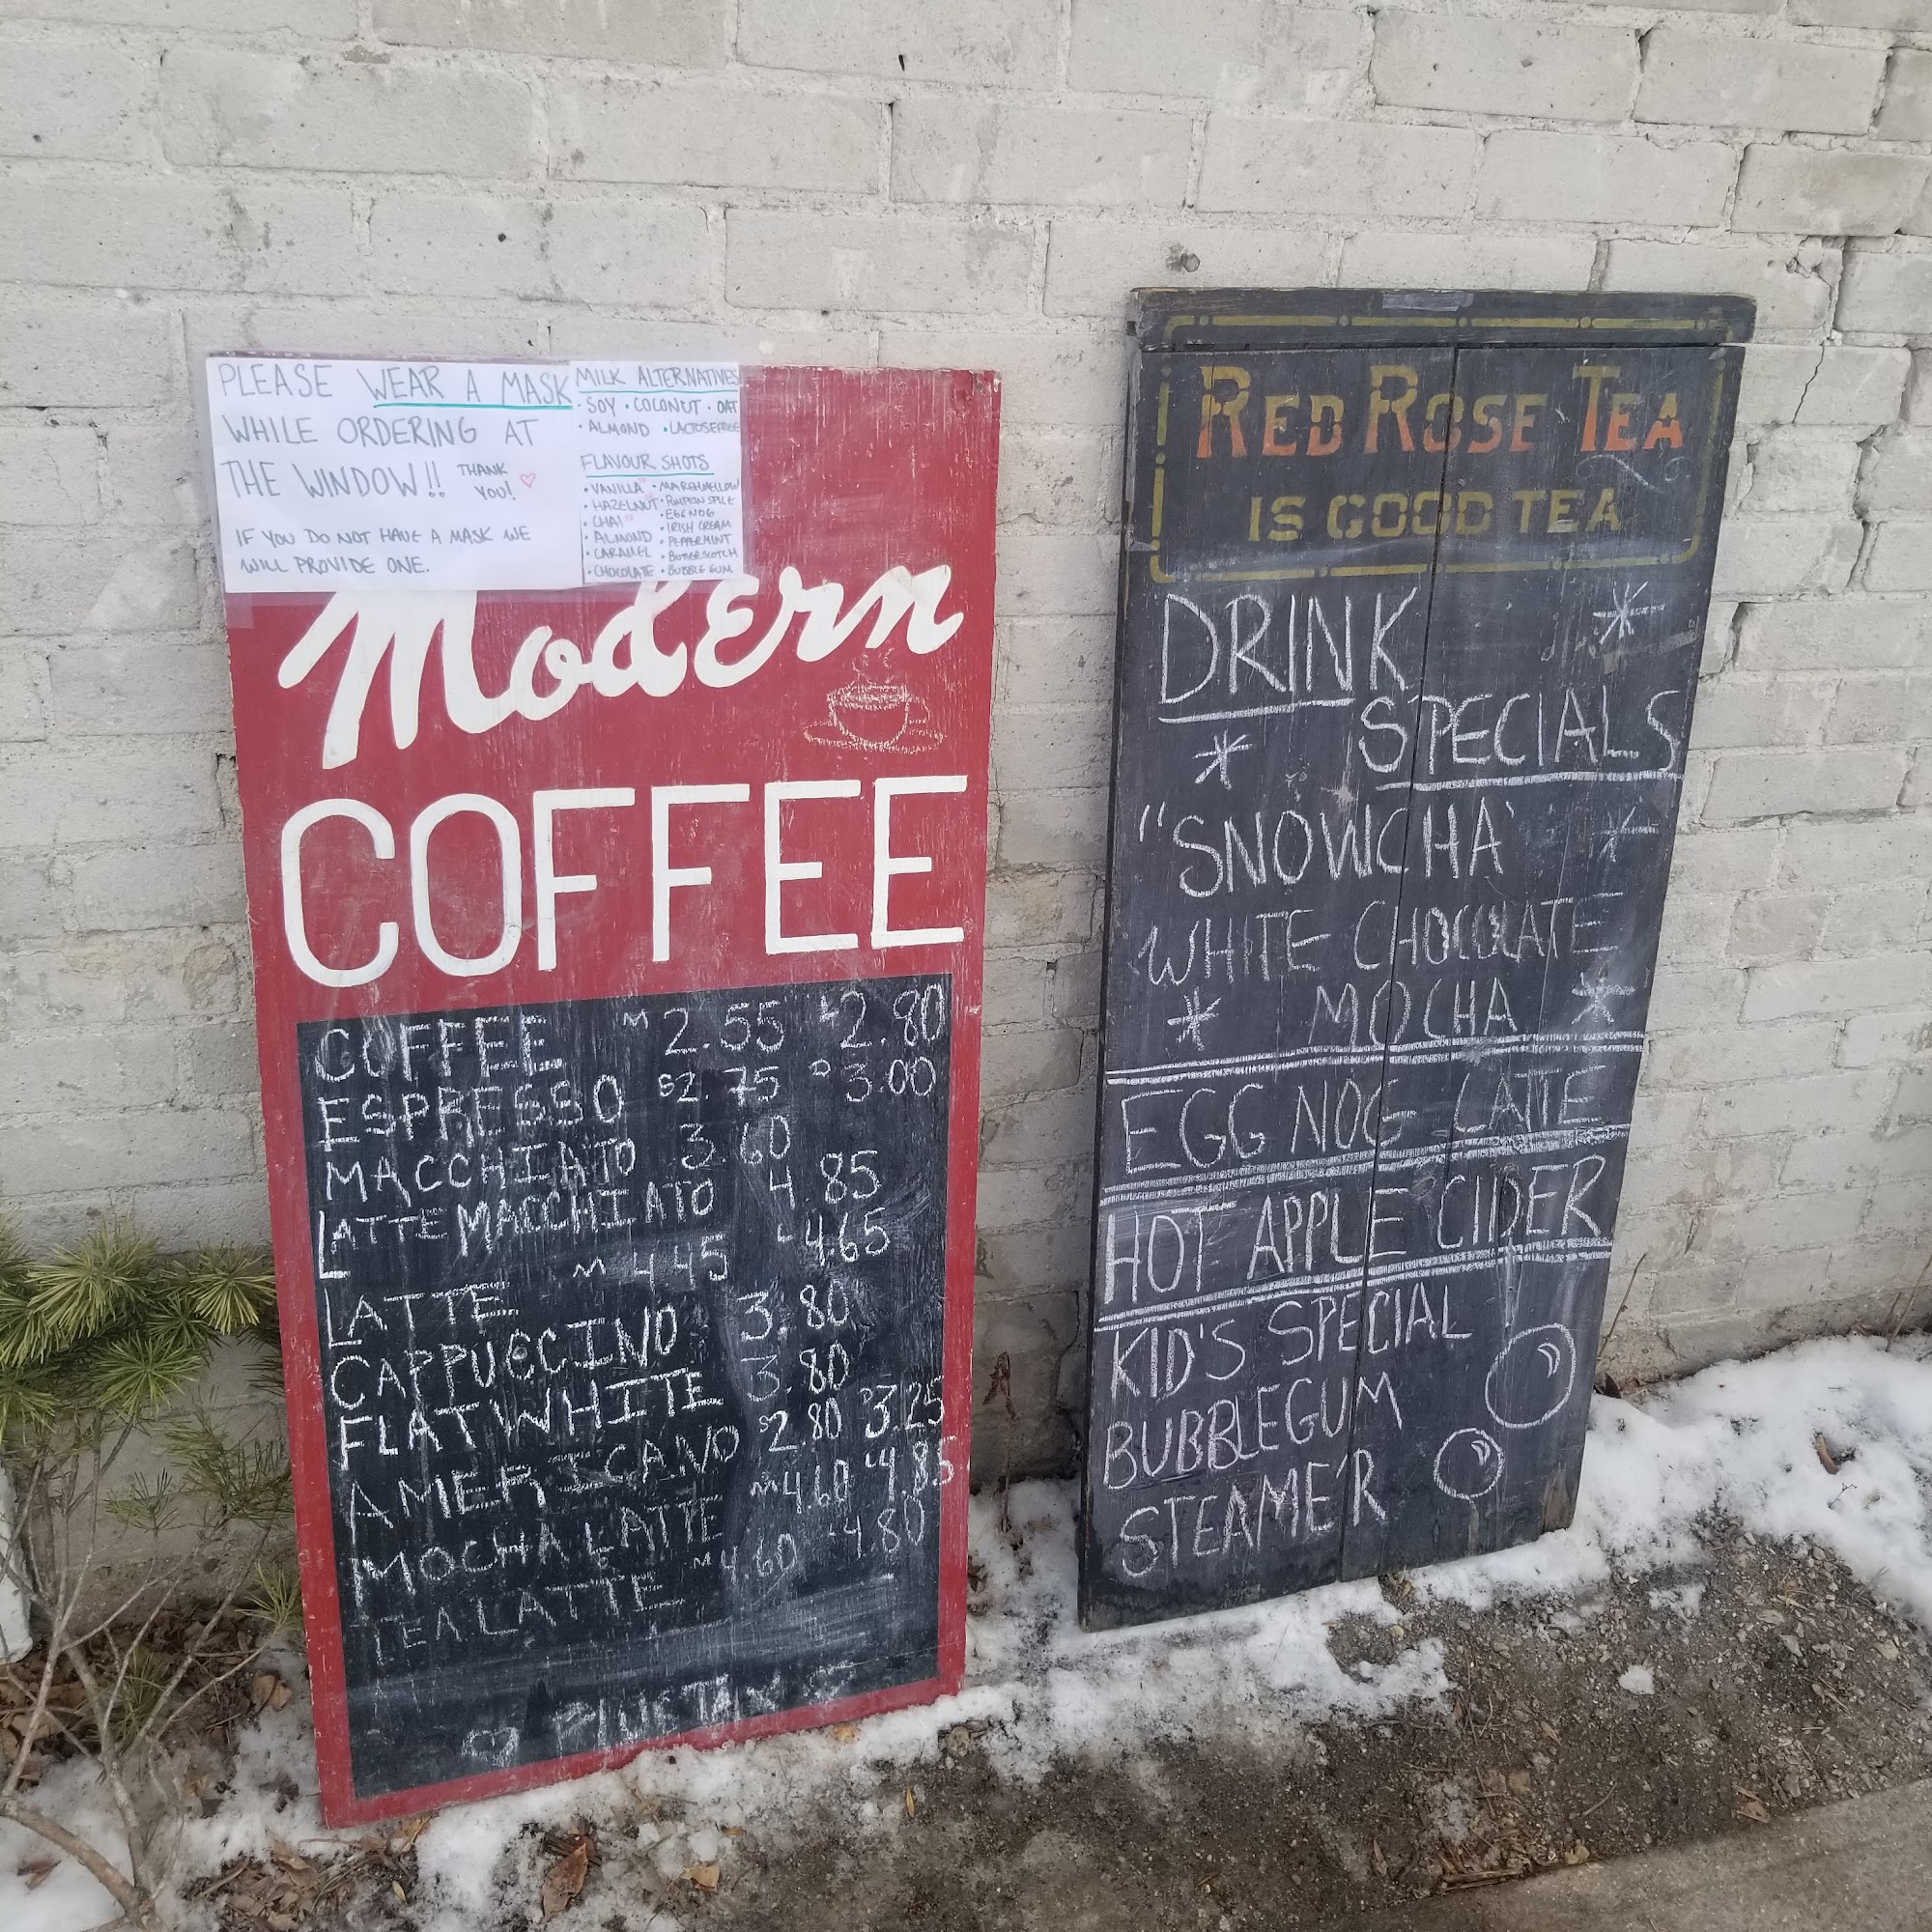 PLEASE WEAR A MASK
WHILE ORDERING AT
THE WINDOW!! THANK
YOU!
IF YOU DO NOT HAVE A MASK WE
WILL PROVIDE ONE.
MILK ALTERNATIVES
· SOY · COCONUT · OAT
· ALMOND · LACTOSE FREE
FLAVOUR SHOTS
· VANILLA · MARSHMALLOW
· HAZELNUT · PUMPKIN SPICE
· CHAI · EGG NOG
· ALMOND · IRISH CREAM
· CARAMEL · PEPPERMINT
· CHOCOLATE · BUTTERSCOTCH
· BUBBLE GUM
Modern
COFFEE
COFFEE M 2.55 L 2.80
ESPRESSO S 2.75 D 3.00
MACCHIATO 3.60
LATTE MACCHIATO 4.85
LATTE M 4.45 L 4.65
CAPPUCCINO 3.80
FLAT WHITE 3.80
AMERICANO S 2.80 3.25
MOCHA LATTE M 4.60 L 4.85
TEA LATTE M 4.60 L 4.80
PLUS TAX
RED ROSE TEA
IS GOOD TEA
DRINK
SPECIALS
"SNOWCHA"
WHITE CHOCOLATE
MOCHA
EGG NOG LATTE
HOT APPLE CIDER
KID'S SPECIAL
BUBBLEGUM
STEAMER